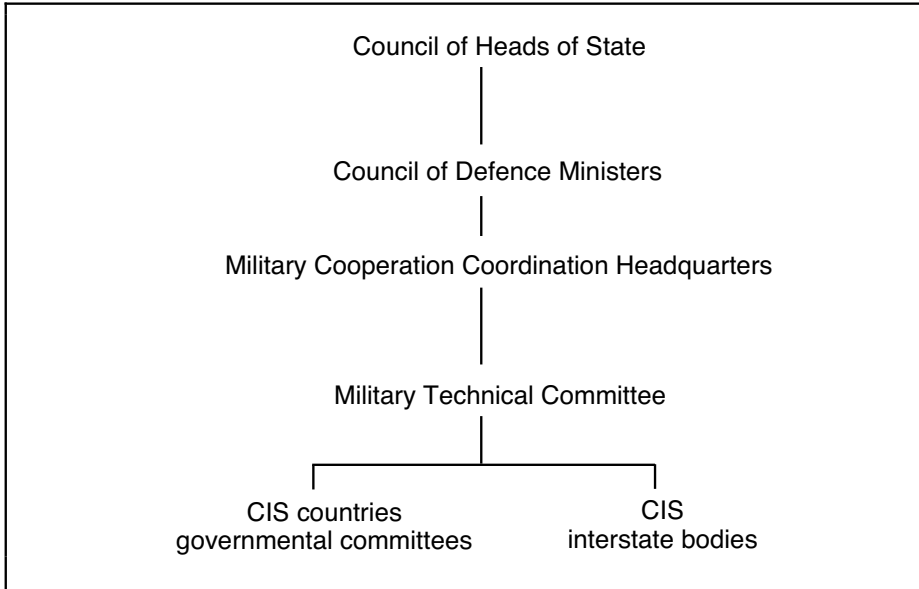 Council of Heads of State
Council of Defence Ministers
Military Cooperation Coordination Headquarters
Military Technical Committee
CIS countries
governmental committees
CIS
interstate bodies